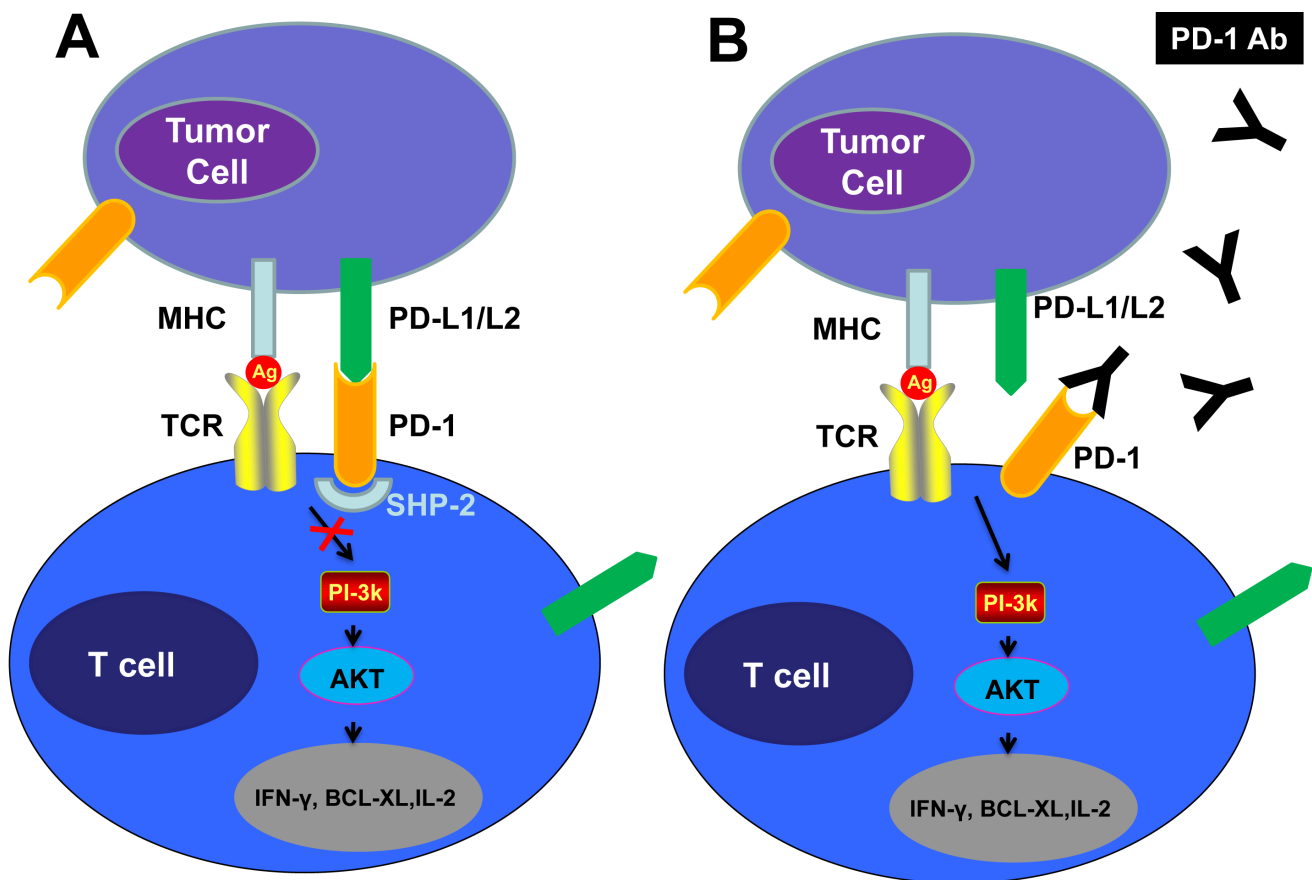 A
Tumor
Cell
MHC
PD-L1/L2
Ag
TCR
PD-1
SHP-2
PI-3k
T cell
AKT
IFN-γ, BCL-XL,IL-2
B
PD-1 Ab
Tumor
Cell
PD-L1/L2
MHC
Ag
TCR
PD-1
PI-3k
T cell
AKT
IFN-γ, BCL-XL,IL-2